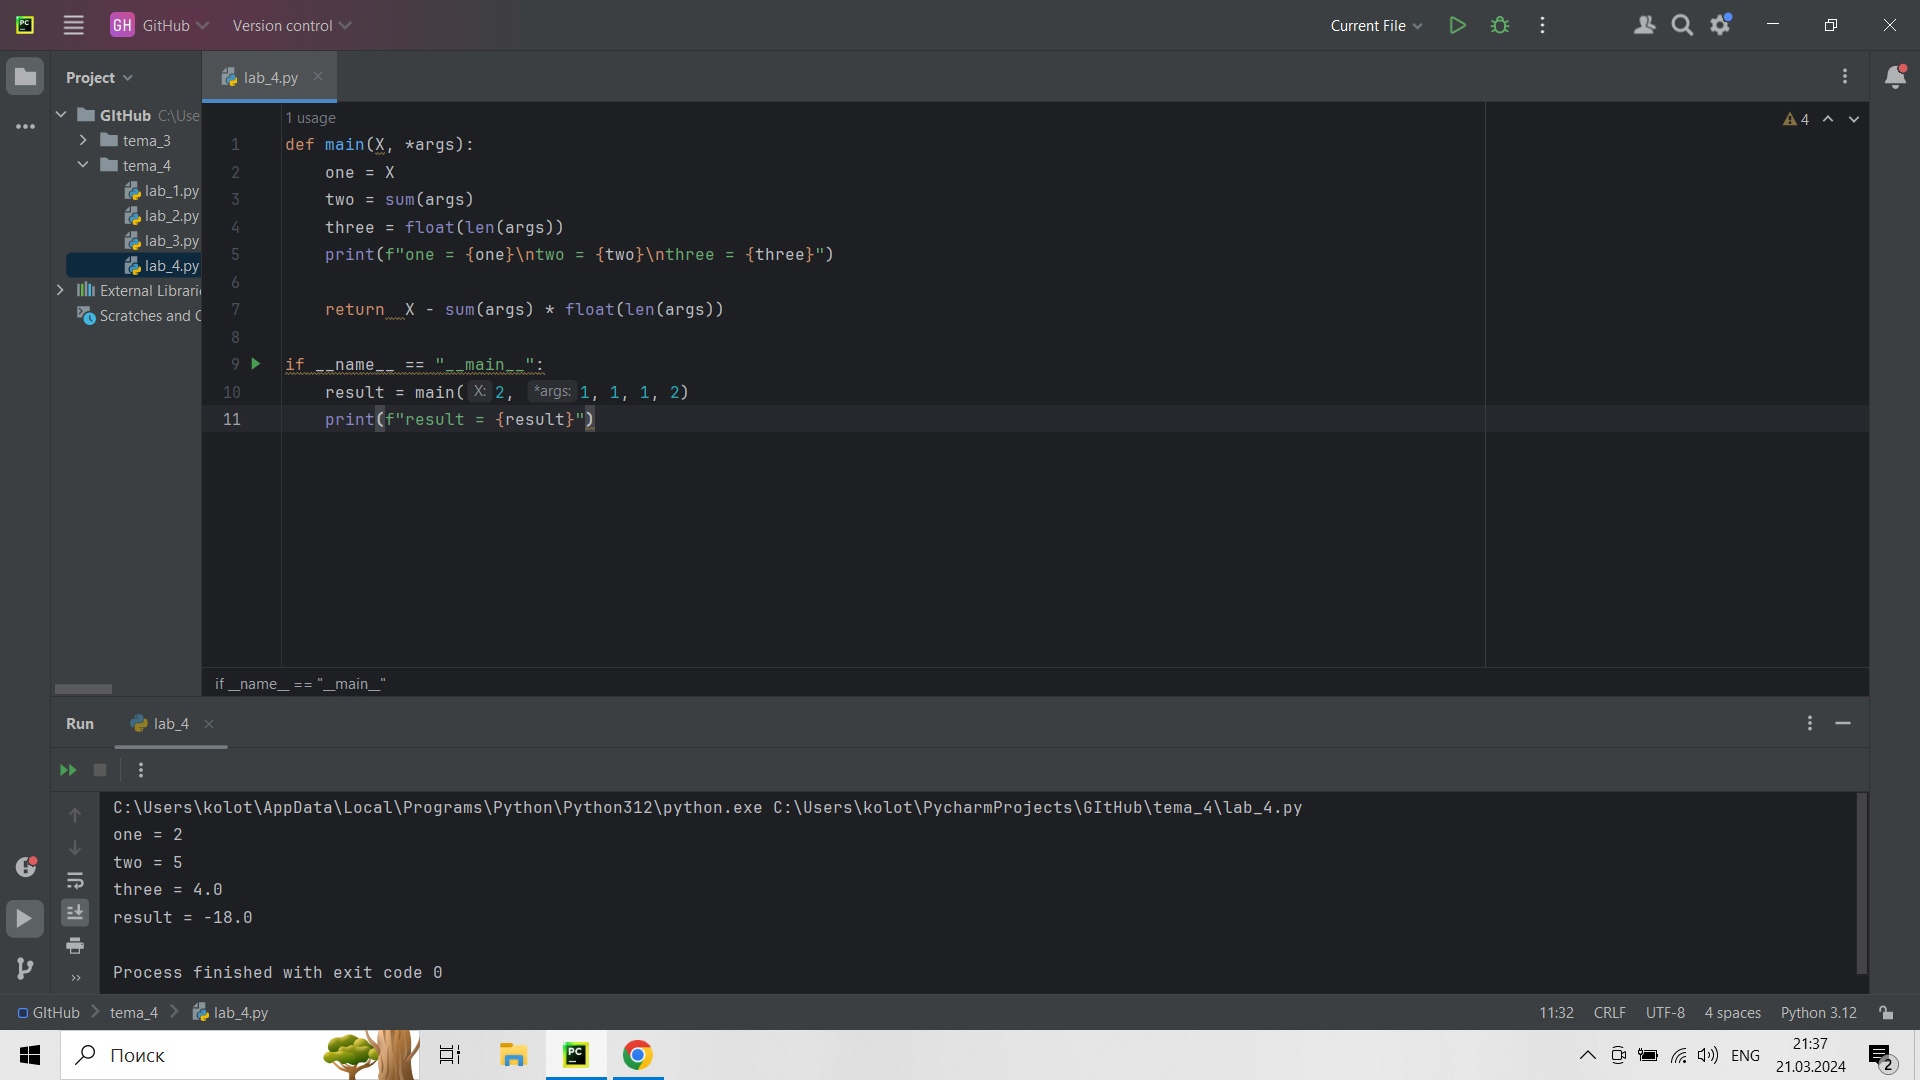 PC
GH GitHub
Version control
Current File
Project
lab_4.py
GItHub C:\Use
tema_3
tema_4
lab_1.py
lab_2.py
lab_3.py
lab_4.py
External Librari
Scratches and C
1 usage
4
1 def main(X, *args):
2     one = X
3     two = sum(args)
4     three = float(len(args))
5     print(f"one = {one}\ntwo = {two}\nthree = {three}")
6
7     return  X - sum(args) * float(len(args))
8
9 if __name__ == "__main__":
10     result = main( X: 2,  *args: 1, 1, 1, 2)
11     print(f"result = {result}")
if __name__ == "__main__"
Run
lab_4
C:\Users\kolot\AppData\Local\Programs\Python\Python312\python.exe C:\Users\kolot\PycharmProjects\GItHub\tema_4\lab_4.py
one = 2
two = 5
three = 4.0
result = -18.0
Process finished with exit code 0
GItHub
tema_4
lab_4.py
11:32
CRLF
UTF-8
4 spaces
Python 3.12
Поиск
PC
ENG
21:37
21.03.2024
2